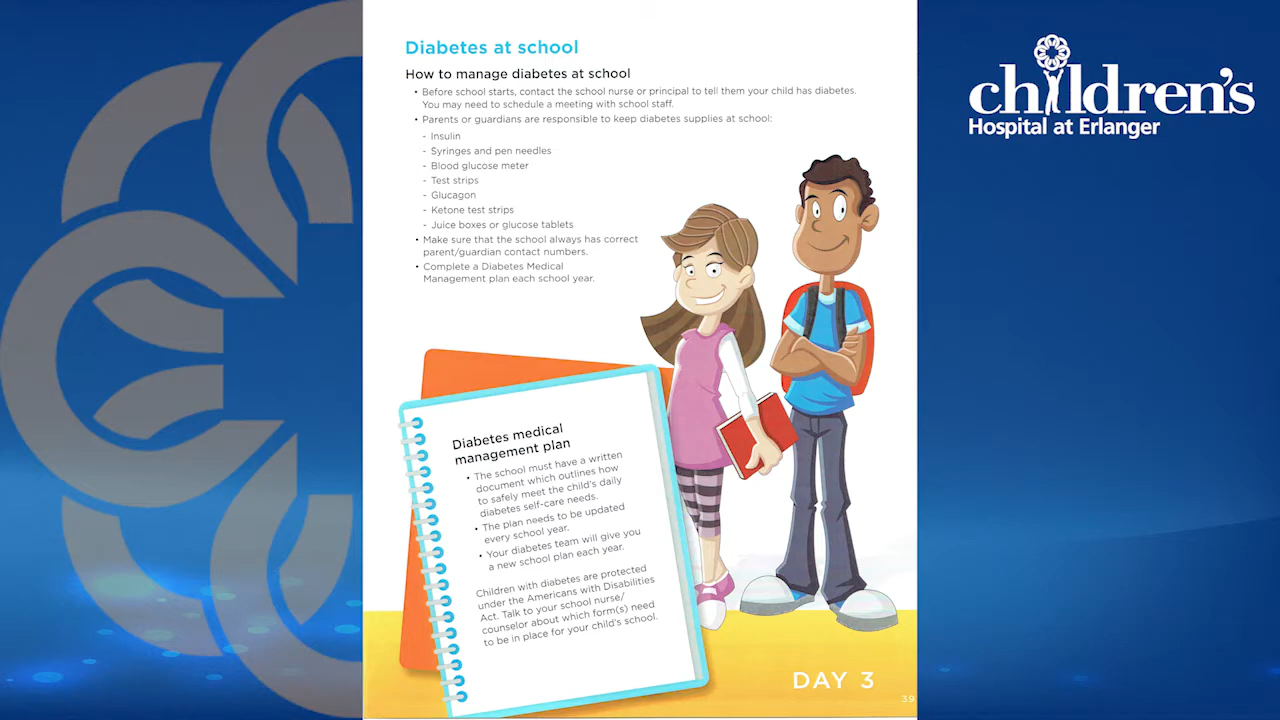 Diabetes at school
How to manage diabetes at school
• Before school starts, contact the school nurse or principal to tell them your child has diabetes.
You may need to schedule a meeting with school staff.
• Parents or guardians are responsible to keep diabetes supplies at school:
- Insulin
- Syringes and pen needles
- Blood glucose meter
- Test strips
- Glucagon
- Ketone test strips
- Juice boxes or glucose tablets
• Make sure that the school always has correct
parent/guardian contact numbers.
• Complete a Diabetes Medical
Management plan each school year.
Diabetes medical
management plan
• The school must have a written
document which outlines how
to safely meet the child's daily
diabetes self-care needs.
• The plan needs to be updated
every school year.
• Your diabetes team will give you
a new school plan each year.
Children with diabetes are protected
under the Americans with Disabilities
Act. Talk to your school nurse/
counselor about which form(s) need
to be in place for your child's school.
DAY 3
39
children's
Hospital at Erlanger